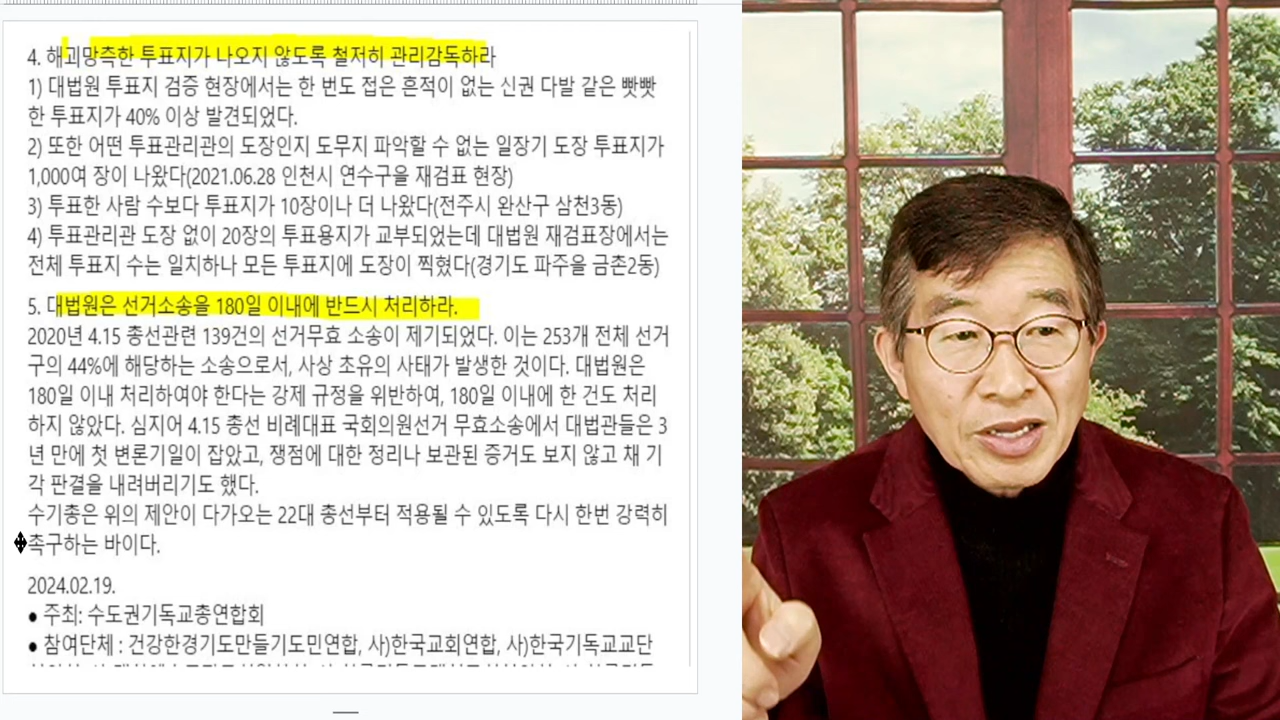 4. 해괴망측한 투표지가 나오지 않도록 철저히 관리감독하라
1) 대법원 투표지 검증 현장에서는 한 번도 접은 흔적이 없는 신권 다발 같은 빳빳
한 투표지가 40% 이상 발견되었다.
2) 또한 어떤 투표관리관의 도장인지 도무지 파악할 수 없는 일장기 도장 투표지가
1,000여 장이 나왔다(2021.06.28 인천시 연수구을 재검표 현장)
3) 투표한 사람 수보다 투표지가 10장이나 더 나왔다(전주시 완산구 삼천3동)
4) 투표관리관 도장 없이 20장의 투표용지가 교부되었는데 대법원 재검표장에서는
전체 투표지 수는 일치하나 모든 투표지에 도장이 찍혔다(경기도 파주을 금촌2동)
5. 대법원은 선거소송을 180일 이내에 반드시 처리하라.
2020년 4.15 총선관련 139건의 선거무효 소송이 제기되었다. 이는 253개 전체 선거
구의 44%에 해당하는 소송으로서, 사상 초유의 사태가 발생한 것이다. 대법원은
180일 이내 처리하여야 한다는 강제 규정을 위반하여, 180일 이내에 한 건도 처리
하지 않았다. 심지어 4.15 총선 비례대표 국회의원선거 무효소송에서 대법관들은 3
년 만에 첫 변론기일이 잡았고, 쟁점에 대한 정리나 보관된 증거도 보지 않고 채 기
각 판결을 내려버리기도 했다.
수기총은 위의 제안이 다가오는 22대 총선부터 적용될 수 있도록 다시 한번 강력히
촉구하는 바이다.
2024.02.19.
● 주최: 수도권기독교총연합회
● 참여단체 : 건강한경기도만들기도민연합, 사)한국교회연합, 사)한국기독교교단